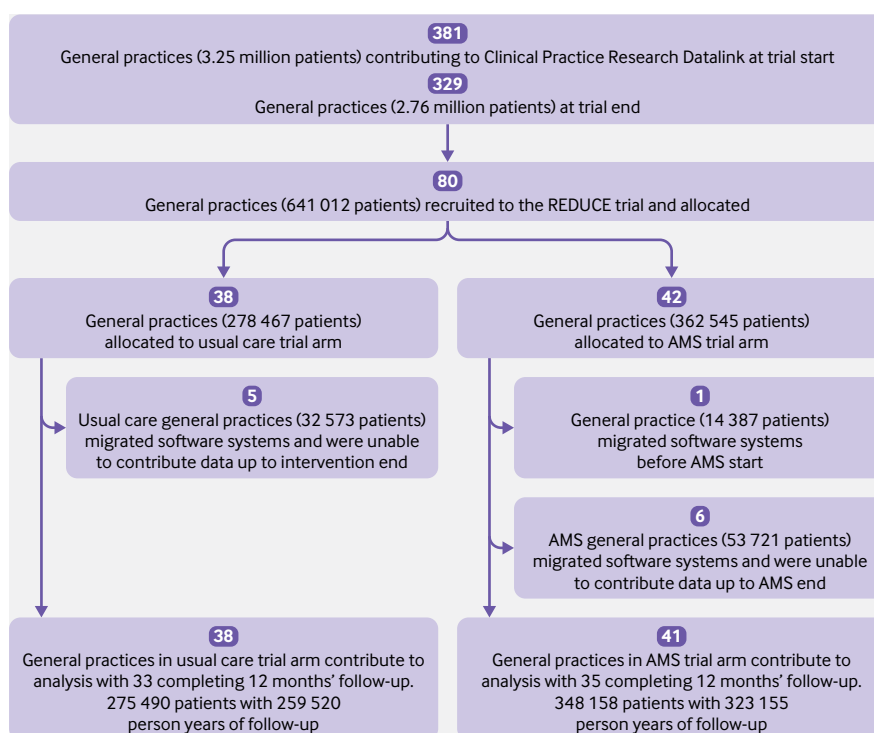 381
General practices (3.25 million patients) contributing to Clinical Practice Research Datalink at trial start
329
General practices (2.76 million patients) at trial end
80
General practices (641 012 patients) recruited to the REDUCE trial and allocated
38
General practices (278 467 patients)
allocated to usual care trial arm
42
General practices (362 545 patients)
allocated to AMS trial arm
5
Usual care general practices (32 573 patients)
migrated software systems and were unable
to contribute data up to intervention end
1
General practice (14 387 patients)
migrated software systems
before AMS start
6
AMS general practices (53 721 patients)
migrated software systems and were unable
to contribute data up to AMS end
38
General practices in usual care trial arm contribute to
analysis with 33 completing 12 months' follow-up.
275 490 patients with 259 520
person years of follow-up
41
General practices in AMS trial arm contribute to
analysis with 35 completing 12 months' follow-up.
348 158 patients with 323 155
person years of follow-up